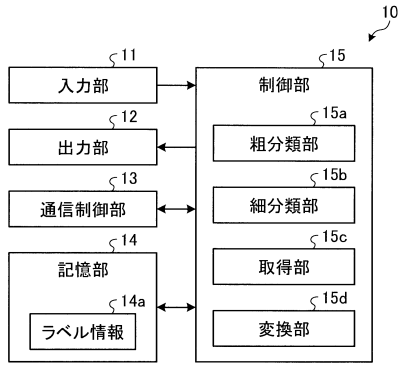 10
11
入力部
12
出力部
13
通信制御部
14
記憶部
14a
ラベル情報
15
制御部
15a
粗分類部
15b
細分類部
15c
取得部
15d
変換部